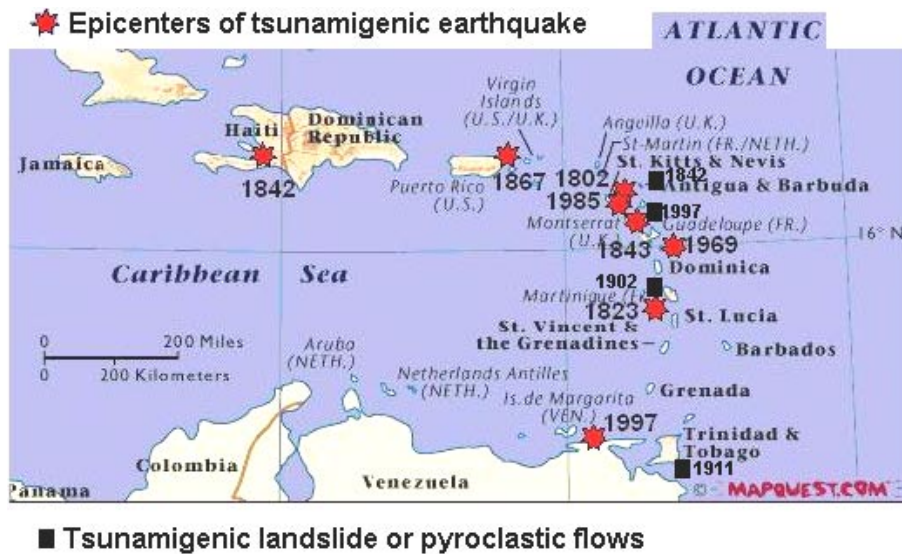 Epicenters of tsunamigenic earthquake
ATLANTIC
OCEAN
Virgin
Islands
(U.S./U.K.)
Haiti
Dominican
Republic
Anguilla (U.K.)
St-Martin (FR./NETH.)
St. Kitts & Nevis
Jamaica
1842
1867
1802
1842
Antigua & Barbuda
Puerto Rico
(U.S.)
1985
1997
Montserrat
(U.K.)
Guadeloupe (FR.)
16° N
1843
1969
Caribbean Sea
Dominica
1902
Martinique
1823
St. Lucia
St. Vincent &
the Grenadines
Barbados
0 200 Miles
0 200 Kilometers
Aruba
(NETH.)
Netherlands Antilles
(NETH.)
Grenada
Is. de Margarita
(VEN.)
1997
Trinidad &
Tobago
1911
Colombia
Venezuela
Panama
© MAPQUEST.COM
Tsunamigenic landslide or pyroclastic flows